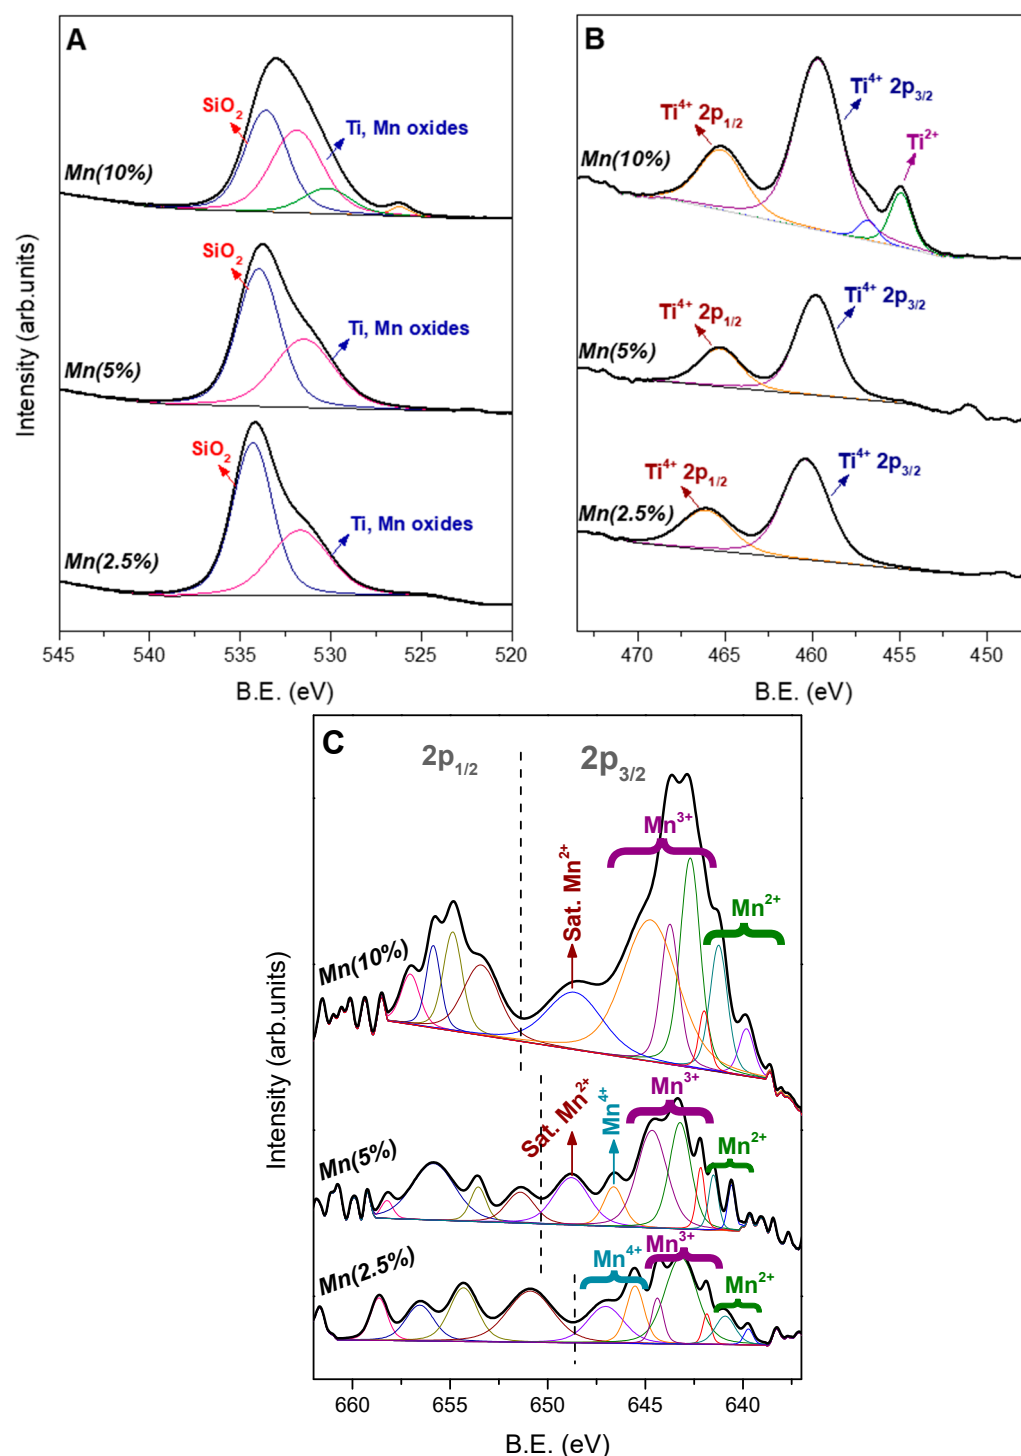 A
SiO2
Ti, Mn oxides
Mn(10%)
SiO2
Ti, Mn oxides
Mn(5%)
SiO2
Ti, Mn oxides
Mn(2.5%)
Intensity (arb.units)
545 540 535 530 525 520
B.E. (eV)
B
Ti4+ 2p3/2
Ti4+ 2p1/2
Ti2+
Mn(10%)
Ti4+ 2p3/2
Ti4+ 2p1/2
Mn(5%)
Ti4+ 2p3/2
Ti4+ 2p1/2
Mn(2.5%)
470 465 460 455 450
B.E. (eV)
C
2p1/2
2p3/2
Mn3+
Sat. Mn2+
Mn2+
Mn(10%)
Mn3+
Sat. Mn2+
Mn4+
Mn2+
Mn(5%)
Mn4+
Mn3+
Mn2+
Mn(2.5%)
Intensity (arb.units)
660 655 650 645 640
B.E. (eV)